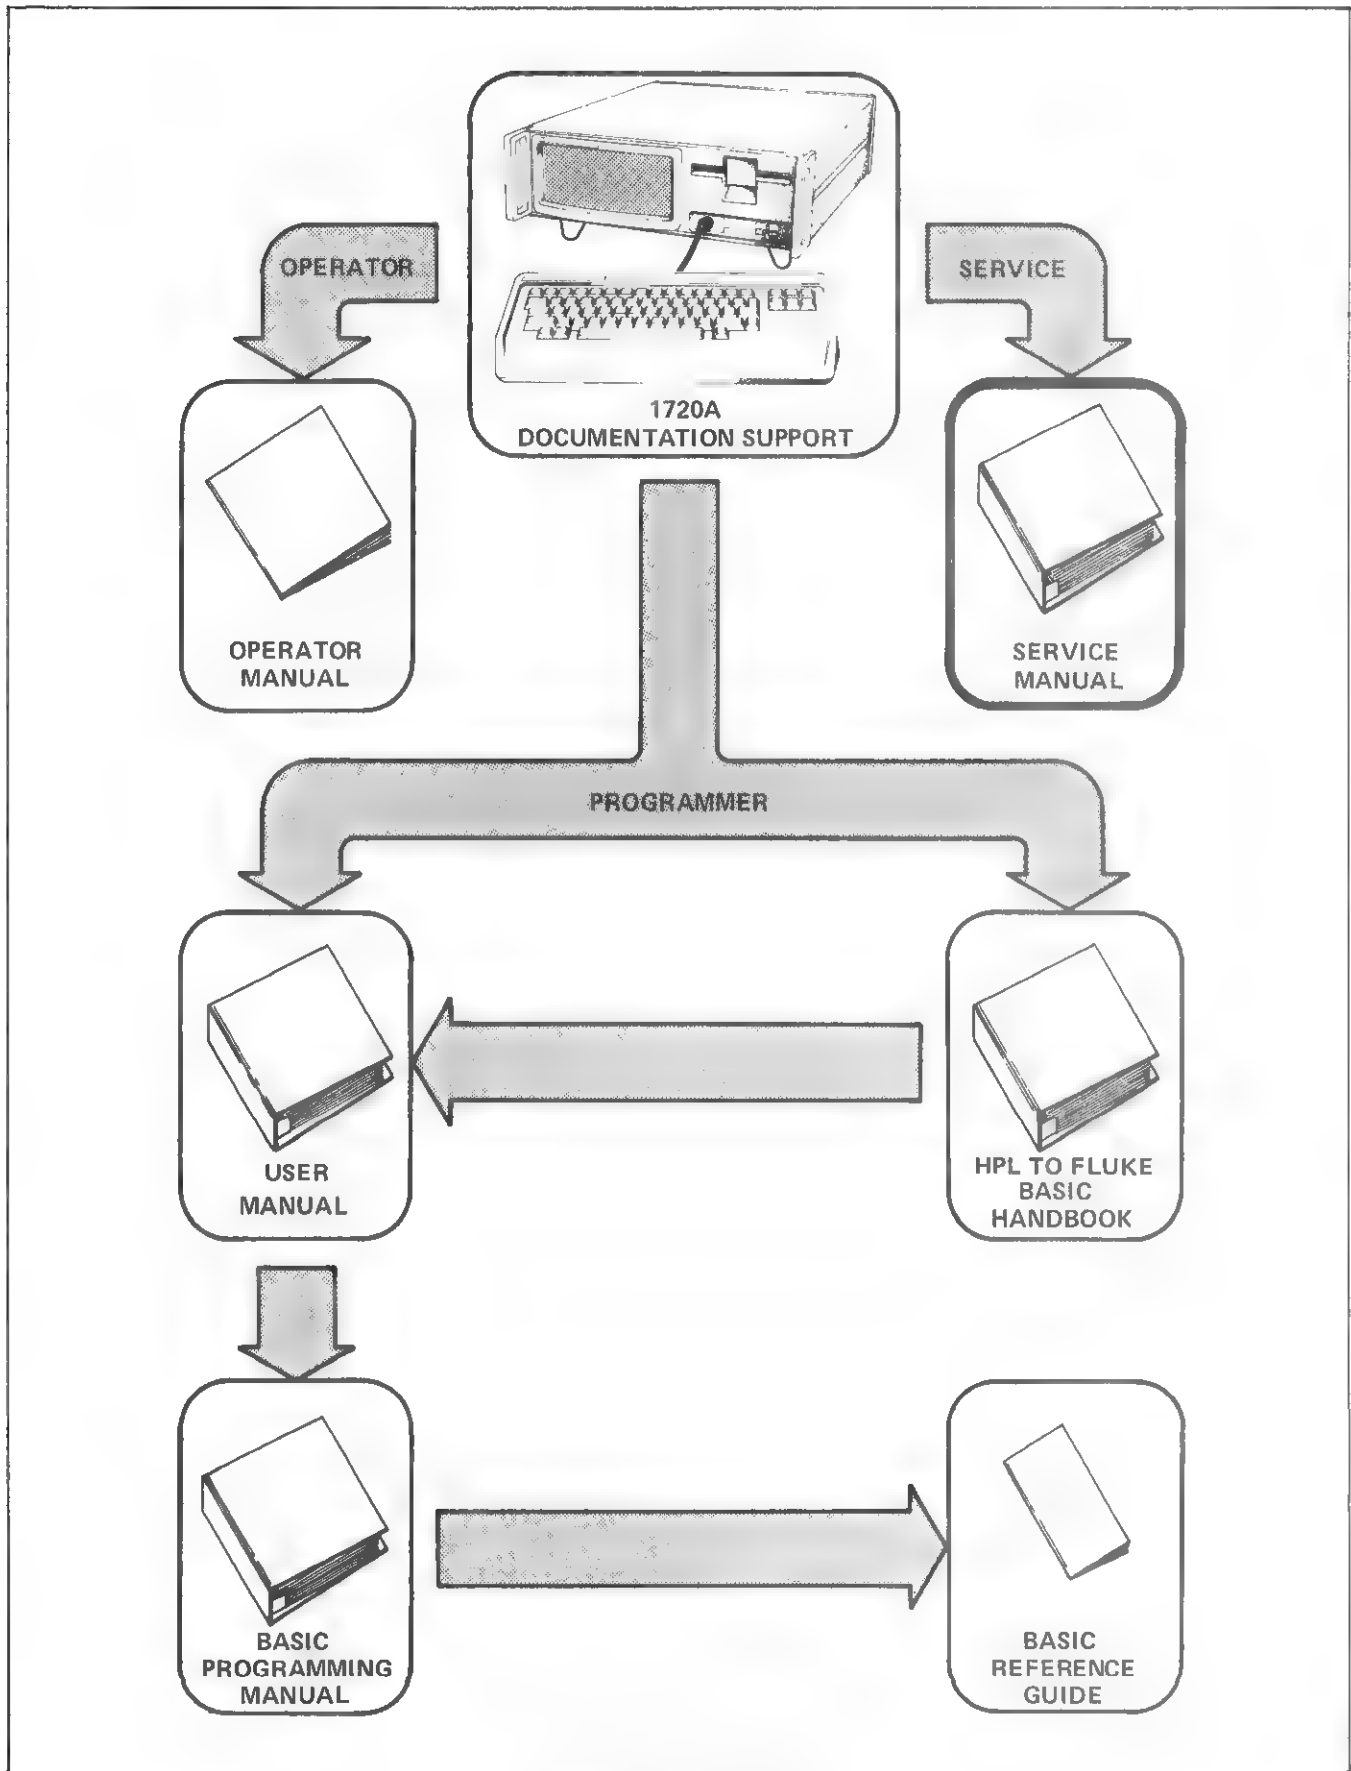 OPERATOR
SERVICE
1720A
DOCUMENTATION SUPPORT
OPERATOR
MANUAL
SERVICE
MANUAL
PROGRAMMER
USER
MANUAL
HPL TO FLUKE
BASIC
HANDBOOK
BASIC
PROGRAMMING
MANUAL
BASIC
REFERENCE
GUIDE